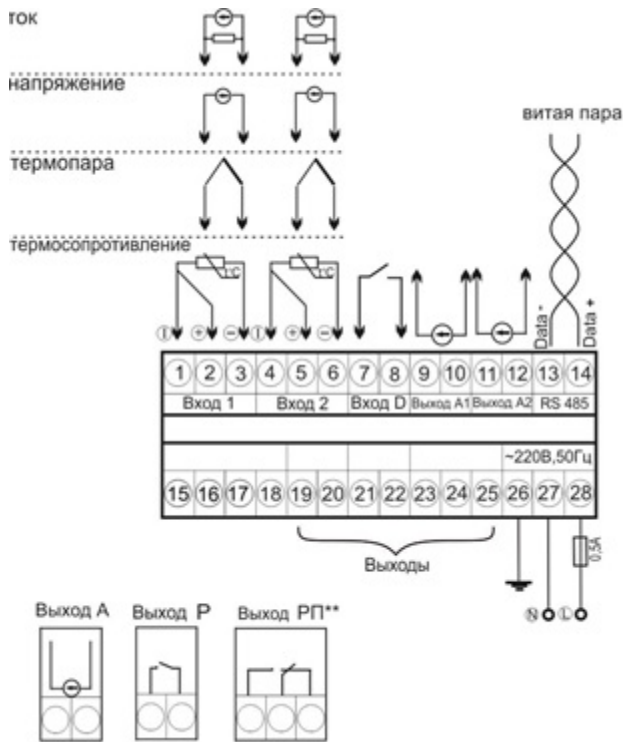 ток
напряжение
витая пара
термопара
термосопротивление
t°C t°C
I + − I + −
Data -
Data +
1 2 3 4 5 6 7 8 9 10 11 12 13 14
Вход 1 Вход 2 Вход D Выход А1 Выход А2 RS 485
~220В,50Гц
15 16 17 18 19 20 21 22 23 24 25 26 27 28
0,5А
Выходы
N L
Выход А Выход Р Выход РП**